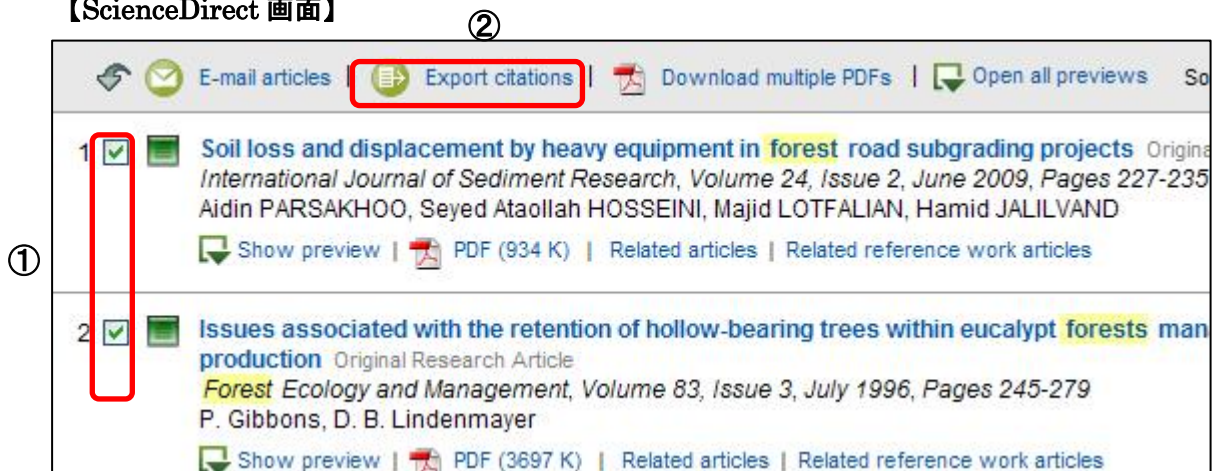 【ScienceDirect 画面】
②
E-mail articles | Export citations | Download multiple PDFs | Open all previews So
1 Soil loss and displacement by heavy equipment in forest road subgrading projects Origina
International Journal of Sediment Research, Volume 24, Issue 2, June 2009, Pages 227-235
Aidin PARSAKHOO, Seyed Ataollah HOSSEINI, Majid LOTFALIAN, Hamid JALILVAND
Show preview | PDF (934 K) | Related articles | Related reference work articles
①
2 Issues associated with the retention of hollow-bearing trees within eucalypt forests man
production Original Research Article
Forest Ecology and Management, Volume 83, Issue 3, July 1996, Pages 245-279
P. Gibbons, D. B. Lindenmayer
Show preview | PDF (3697 K) | Related articles | Related reference work articles